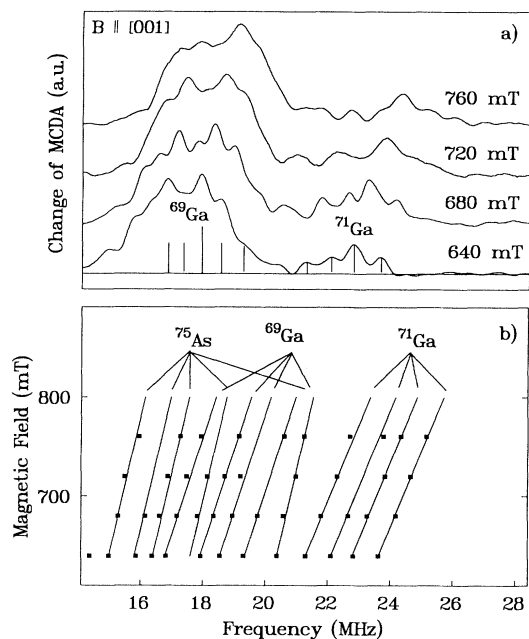 B ∥ [001]
a)
Change of MCDA (a.u.)
760 mT
720 mT
680 mT
640 mT
⁶⁹Ga
⁷¹Ga
b)
⁷⁵As
⁶⁹Ga
⁷¹Ga
Magnetic Field (mT)
800
700
16 18 20 22 24 26 28
Frequency (MHz)